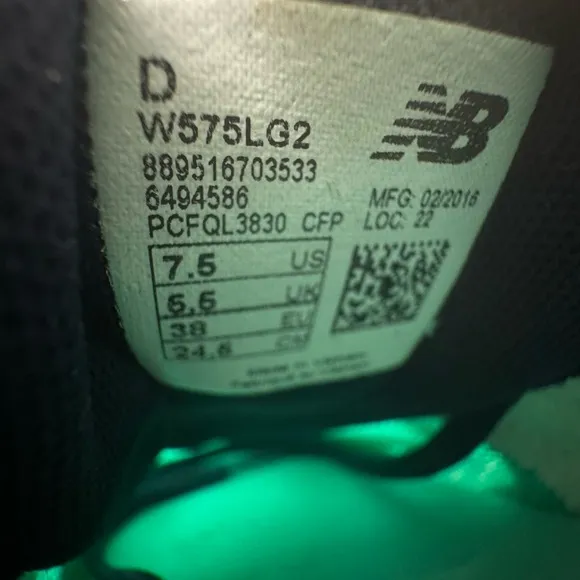 D
W575LG2
889516703533
6494586
PCFQL3830 CFP
NB
MFG: 02/2016
LOC: 22
7.5 US
5.5 UK
38 EU
24.5 CM